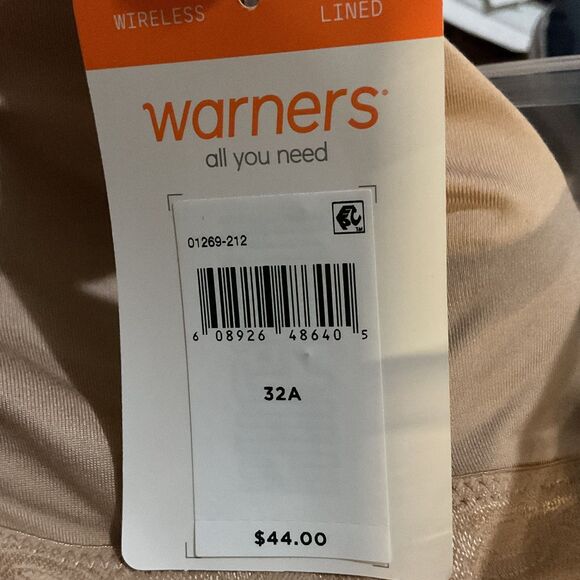 WIRELESS LINED
warners®
all you need
01269-212
6 08926 48640 5
32A
$44.00